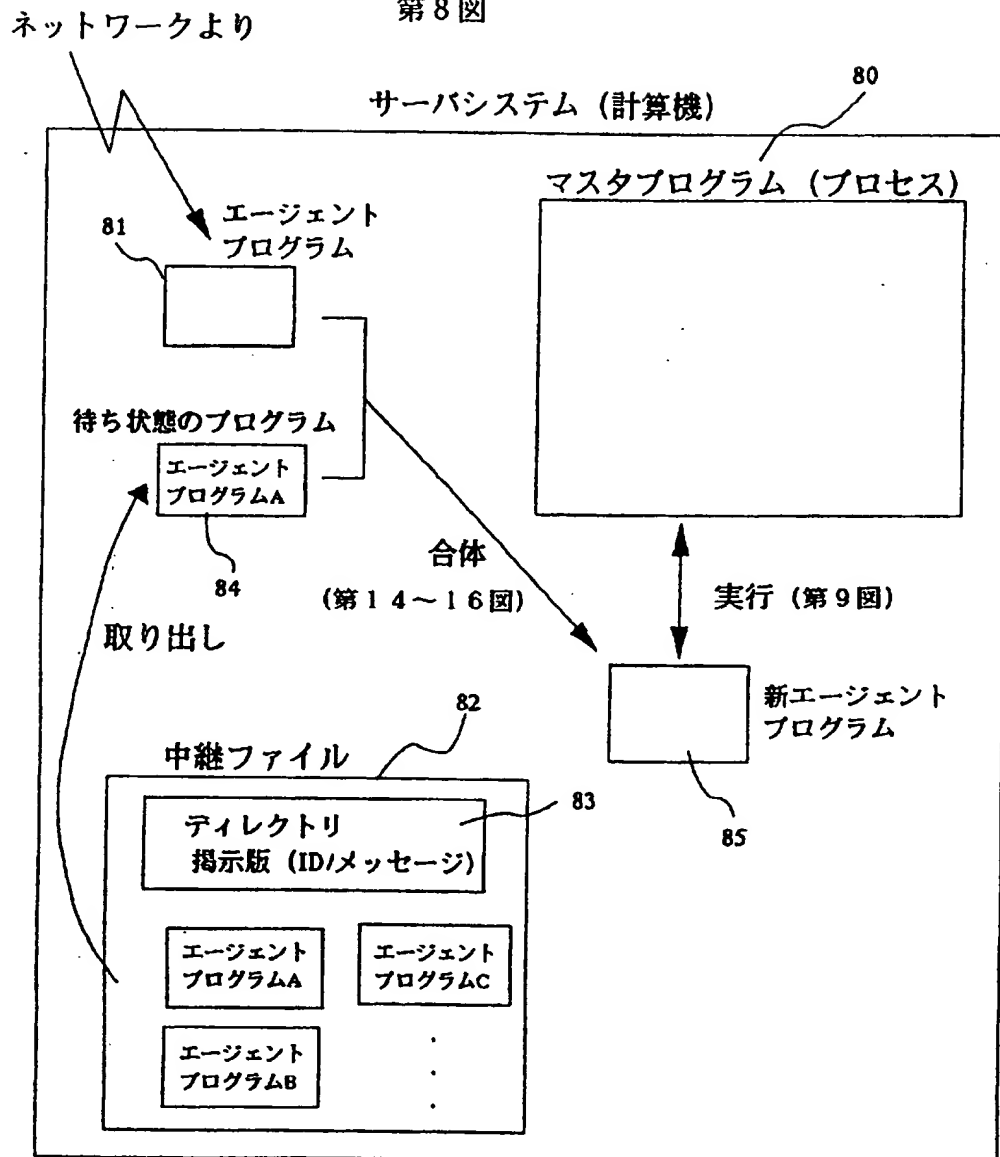 第8図
ネットワークより
サーバシステム (計算機)
80
マスタプログラム (プロセス)
エージェント
プログラム
81
待ち状態のプログラム
エージェント
プログラムA
84
合体
(第14~16図)
実行 (第9図)
取り出し
新エージェント
プログラム
85
82
中継ファイル
83
ディレクトリ
掲示版 (ID/メッセージ)
エージェント
プログラムA
エージェント
プログラムC
エージェント
プログラムB